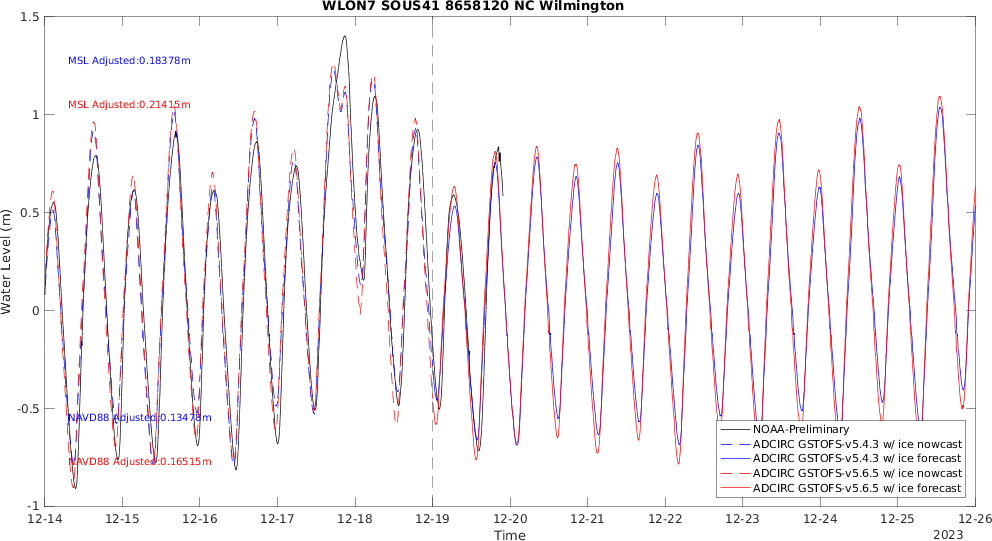 WLON7 SOUS41 8658120 NC Wilmington
1.5
1
0.5
0
-0.5
-1
Water Level (m)
MSL Adjusted:0.18378m
MSL Adjusted:0.21415m
NAVD88 Adjusted:0.13478m
NAVD88 Adjusted:0.16515m
NOAA-Preliminary
ADCIRC GSTOFS-v5.4.3 w/ ice nowcast
ADCIRC GSTOFS-v5.4.3 w/ ice forecast
ADCIRC GSTOFS-v5.6.5 w/ ice nowcast
ADCIRC GSTOFS-v5.6.5 w/ ice forecast
12-14 12-15 12-16 12-17 12-18 12-19 12-20 12-21 12-22 12-23 12-24 12-25 12-26
Time
2023